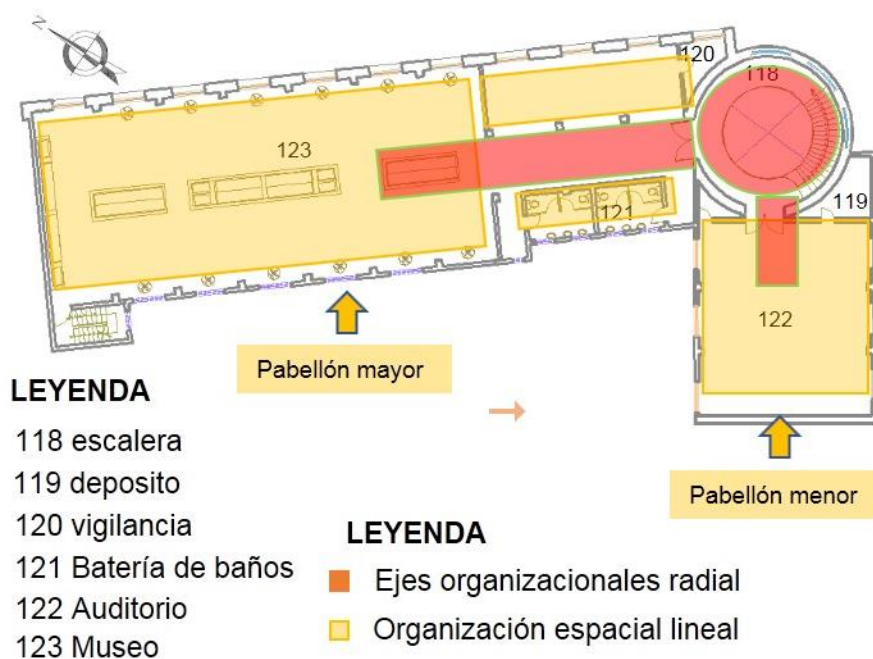 N
120
118
123
119
121
122
Pabellón mayor
Pabellón menor
LEYENDA
118 escalera
119 deposito
120 vigilancia
121 Batería de baños
122 Auditorio
123 Museo
LEYENDA
Ejes organizacionales radial
Organización espacial lineal